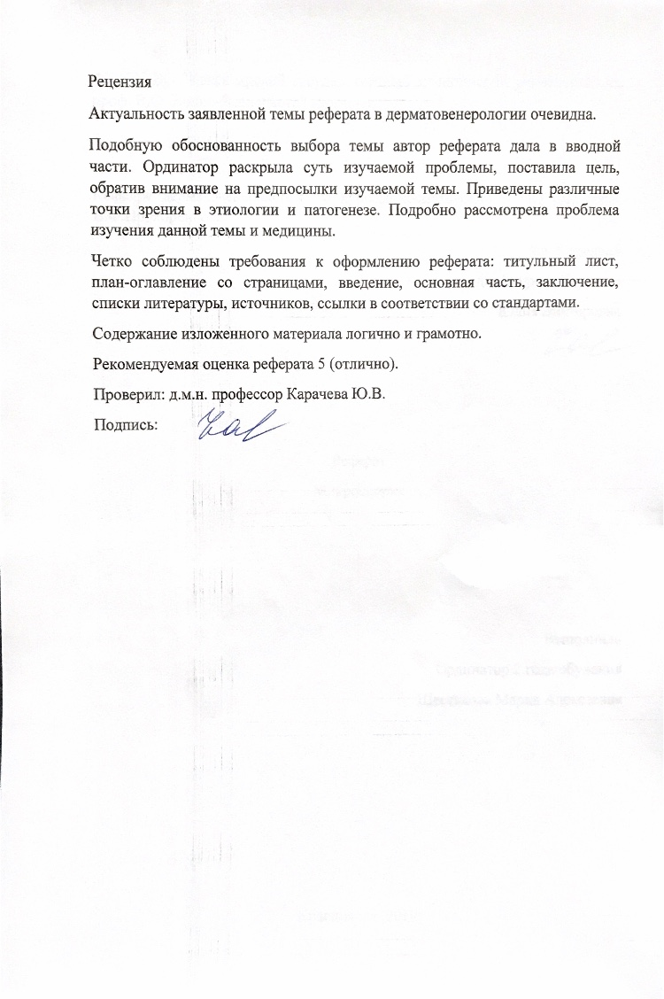 Рецензия
Актуальность заявленной темы реферата в дерматовенерологии очевидна.
Подобную обоснованность выбора темы автор реферата дала в вводной
части. Ординатор раскрыла суть изучаемой проблемы, поставила цель,
обратив внимание на предпосылки изучаемой темы. Приведены различные
точки зрения в этиологии и патогенезе. Подробно рассмотрена проблема
изучения данной темы и медицины.
Четко соблюдены требования к оформлению реферата: титульный лист,
план-оглавление со страницами, введение, основная часть, заключение,
списки литературы, источников, ссылки в соответствии со стандартами.
Содержание изложенного материала логично и грамотно.
Рекомендуемая оценка реферата 5 (отлично).
Проверил: д.м.н. профессор Карачева Ю.В.
Подпись: